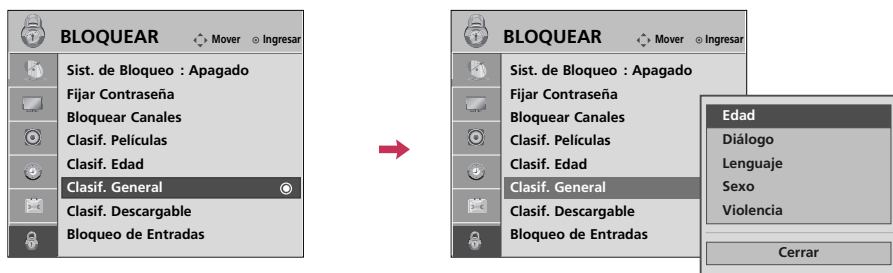 BLOQUEAR Mover Ingresar
Sist. de Bloqueo : Apagado
Fijar Contraseña
Bloquear Canales
Clasif. Películas
Clasif. Edad
Clasif. General
Clasif. Descargable
Bloqueo de Entradas
BLOQUEAR Mover Ingresar
Sist. de Bloqueo : Apagado
Fijar Contraseña
Bloquear Canales
Clasif. Películas
Clasif. Edad
Clasif. General
Clasif. Descargable
Bloqueo de Entradas
Edad
Diálogo
Lenguaje
Sexo
Violencia
Cerrar